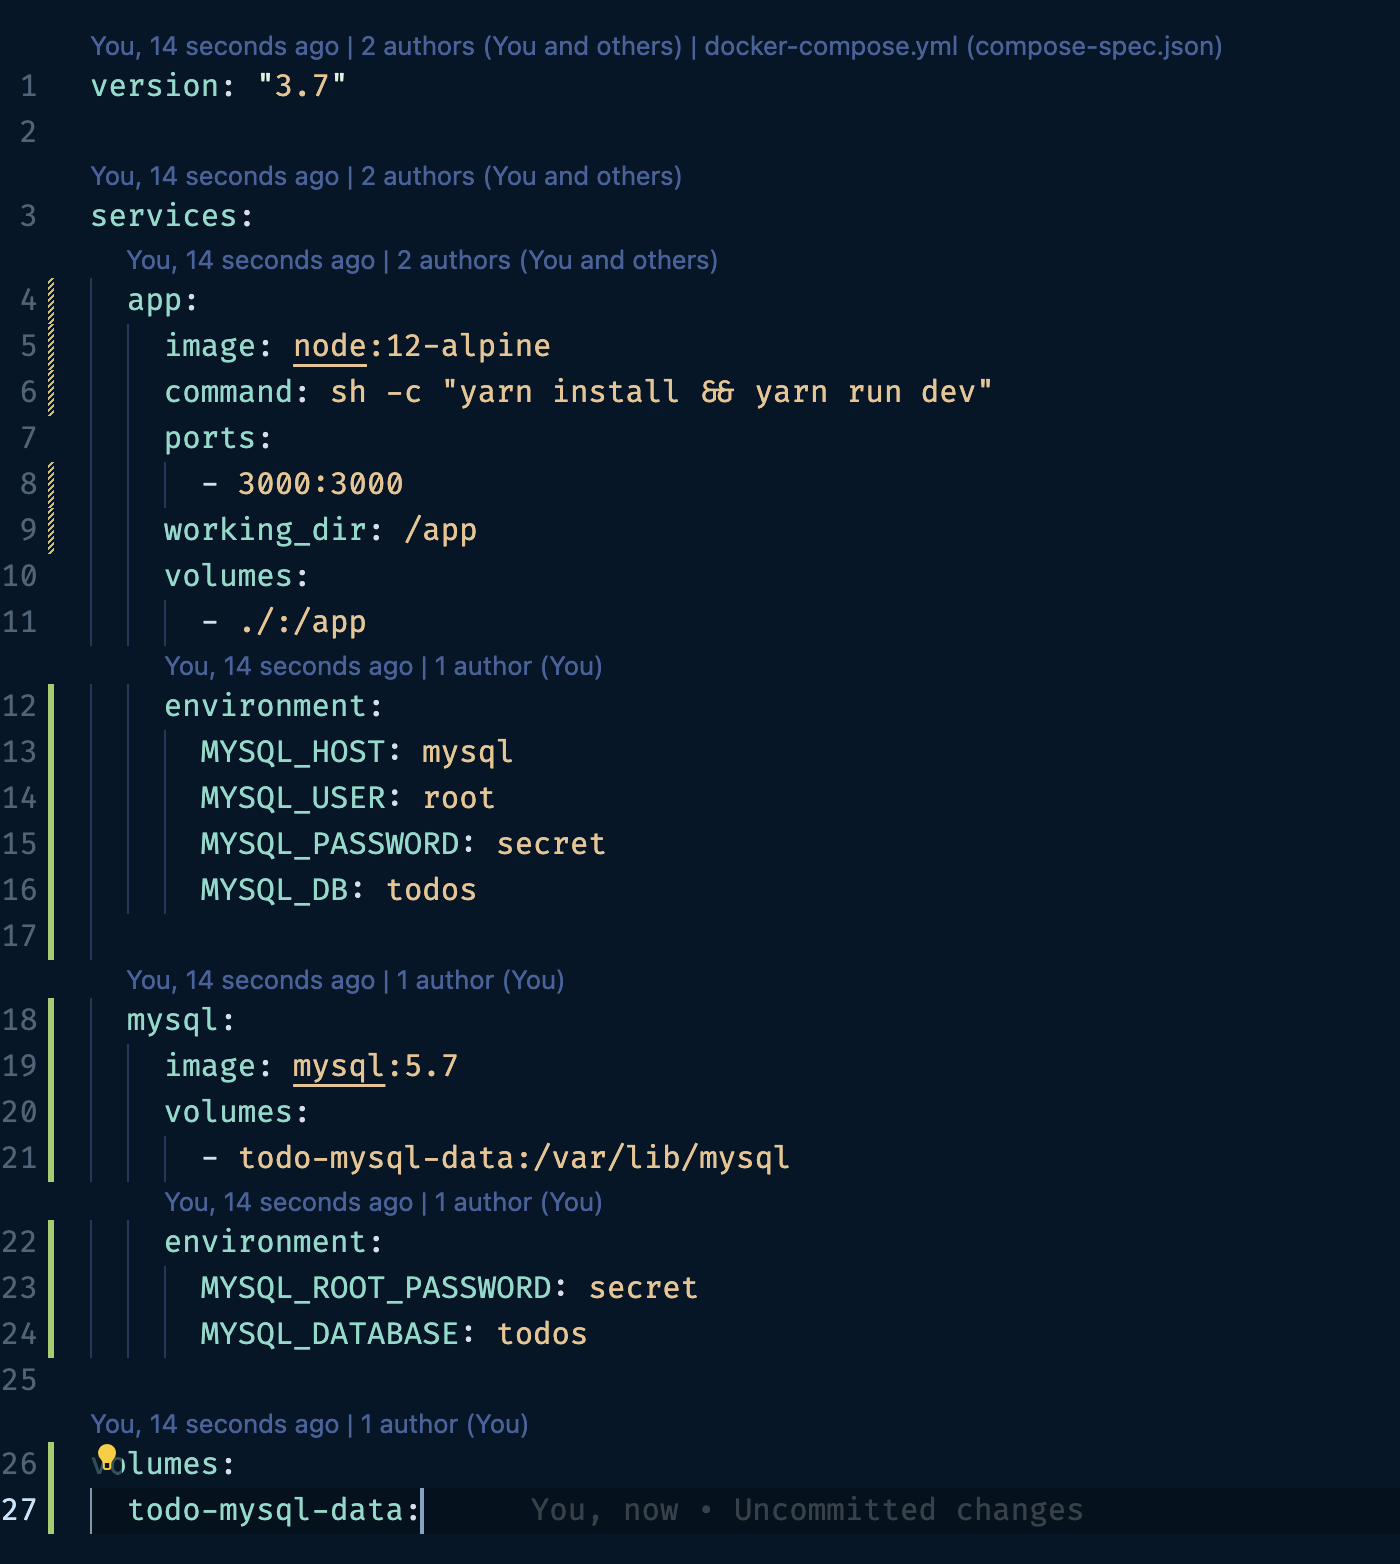 You, 14 seconds ago | 2 authors (You and others) | docker-compose.yml (compose-spec.json)
1 version: "3.7"
2
You, 14 seconds ago | 2 authors (You and others)
3 services:
You, 14 seconds ago | 2 authors (You and others)
4 app:
5 image: node:12-alpine
6 command: sh -c "yarn install && yarn run dev"
7 ports:
8 - 3000:3000
9 working_dir: /app
10 volumes:
11 - ./:/app
You, 14 seconds ago | 1 author (You)
12 environment:
13 MYSQL_HOST: mysql
14 MYSQL_USER: root
15 MYSQL_PASSWORD: secret
16 MYSQL_DB: todos
17
You, 14 seconds ago | 1 author (You)
18 mysql:
19 image: mysql:5.7
20 volumes:
21 - todo-mysql-data:/var/lib/mysql
You, 14 seconds ago | 1 author (You)
22 environment:
23 MYSQL_ROOT_PASSWORD: secret
24 MYSQL_DATABASE: todos
25
You, 14 seconds ago | 1 author (You)
26 volumes:
27 todo-mysql-data: You, now • Uncommitted changes